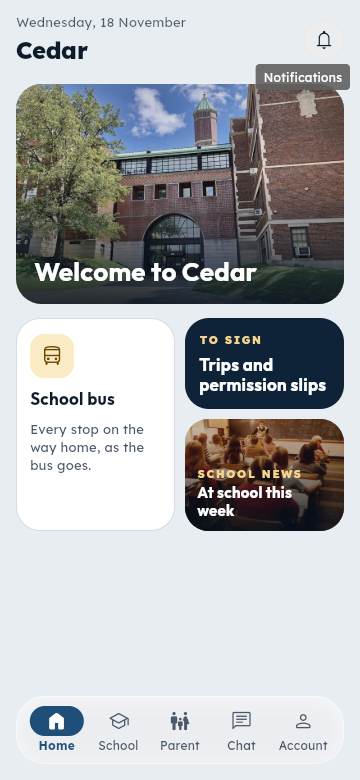 Wednesday, 18 November
Cedar
Notifications
Welcome to Cedar
School bus
Every stop on the
way home, as the
bus goes.
TO SIGN
Trips and
permission slips
SCHOOL NEWS
At school this
week
Home
School
Parent
Chat
Account